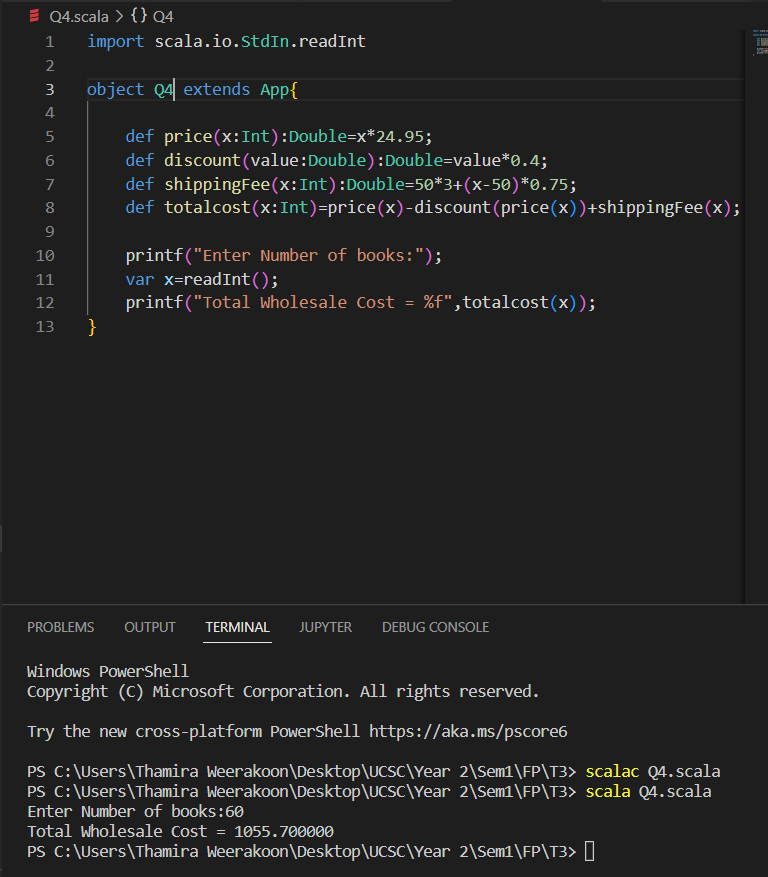 Q4.scala > {} Q4
1 import scala.io.StdIn.readInt
2
3 object Q4 extends App{
4
5 def price(x:Int):Double=x*24.95;
6 def discount(value:Double):Double=value*0.4;
7 def shippingFee(x:Int):Double=50*3+(x-50)*0.75;
8 def totalcost(x:Int)=price(x)-discount(price(x))+shippingFee(x);
9
10 printf("Enter Number of books:");
11 var x=readInt();
12 printf("Total Wholesale Cost = %f",totalcost(x));
13 }
PROBLEMS OUTPUT TERMINAL JUPYTER DEBUG CONSOLE
Windows PowerShell
Copyright (C) Microsoft Corporation. All rights reserved.
Try the new cross-platform PowerShell https://aka.ms/pscore6
PS C:\Users\Thamira Weerakoon\Desktop\UCSC\Year 2\Sem1\FP\T3> scalac Q4.scala
PS C:\Users\Thamira Weerakoon\Desktop\UCSC\Year 2\Sem1\FP\T3> scala Q4.scala
Enter Number of books:60
Total Wholesale Cost = 1055.700000
PS C:\Users\Thamira Weerakoon\Desktop\UCSC\Year 2\Sem1\FP\T3>